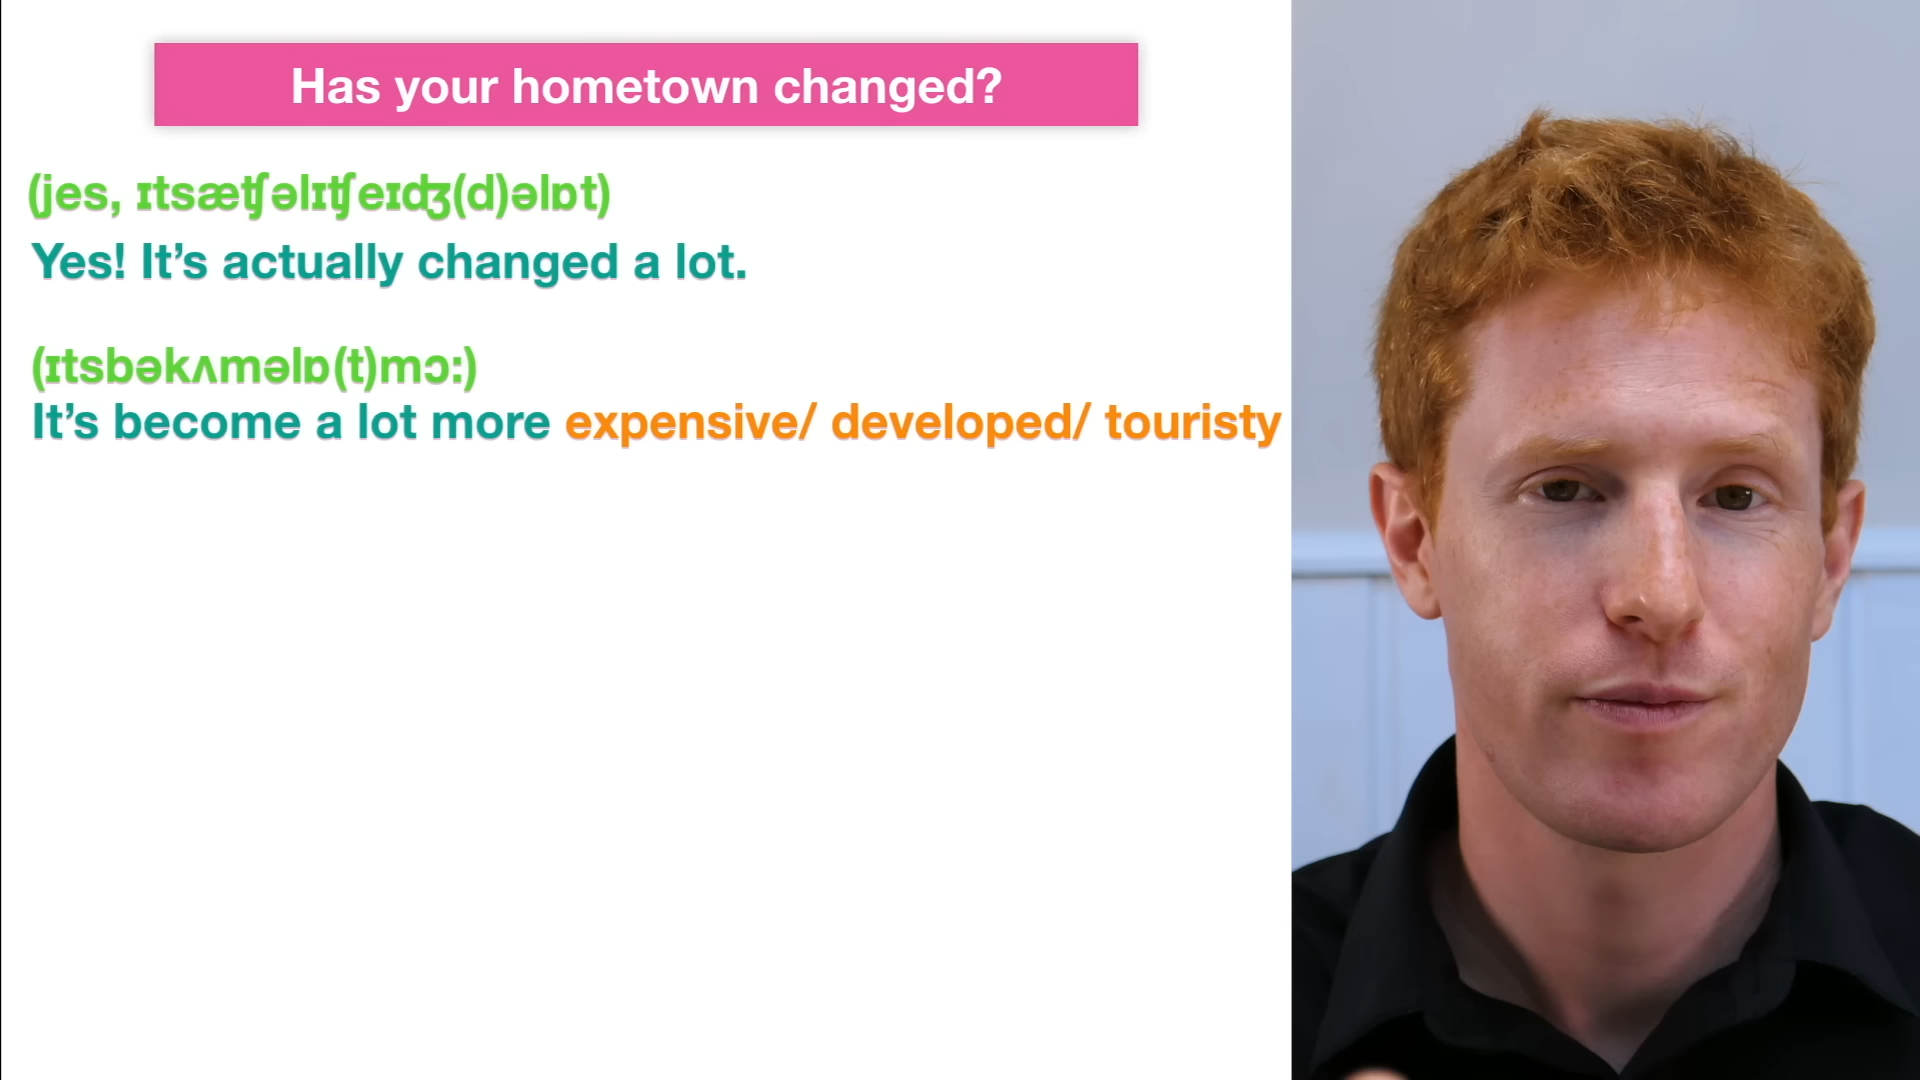 Has your hometown changed?
(jes, ɪtsæʧəlɪʧeɪʤ(d)əlɒt)
Yes! It’s actually changed a lot.
(ɪtsbəkʌməlɒ(t)mɔ:)
It’s become a lot more expensive/ developed/ touristy